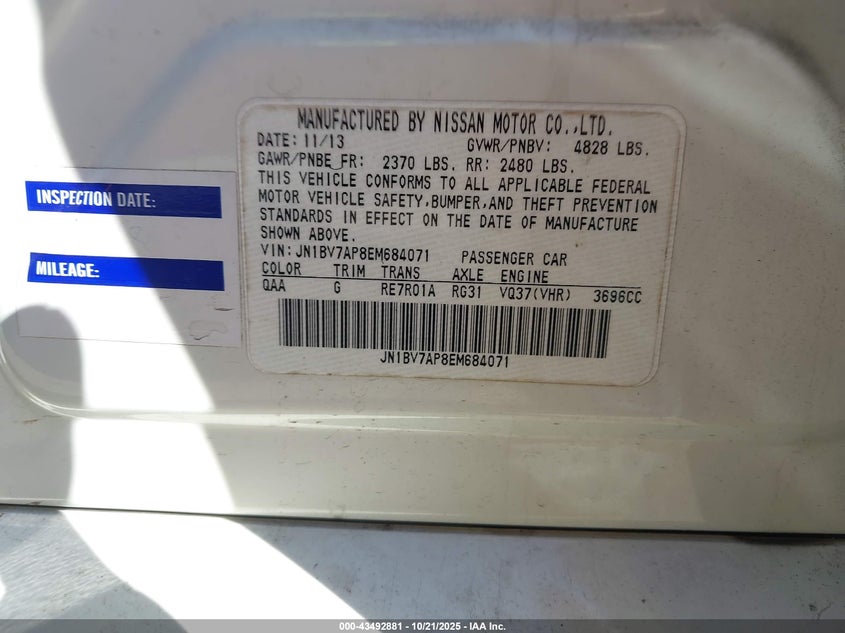 MANUFACTURED BY NISSAN MOTOR CO.,LTD.
DATE: 11/13 GVWR/PNBV: 4828 LBS.
GAWR/PNBE FR: 2370 LBS. RR: 2480 LBS.
THIS VEHICLE CONFORMS TO ALL APPLICABLE FEDERAL
MOTOR VEHICLE SAFETY,BUMPER,AND THEFT PREVENTION
STANDARDS IN EFFECT ON THE DATE OF MANUFACTURE
SHOWN ABOVE.
VIN:JN1BV7AP8EM684071 PASSENGER CAR
COLOR TRIM TRANS AXLE ENGINE
QAA G RE7R01A RG31 VQ37(VHR) 3696CC
JN1BV7AP8EM684071
INSPECTION DATE:
MILEAGE:
000-43492881 - 10/21/2025 - IAA Inc.